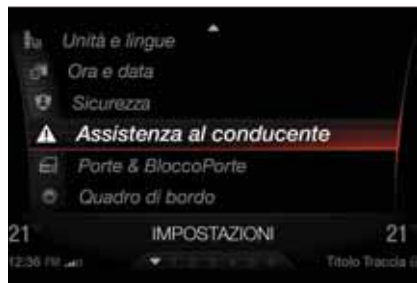 Unità e lingue
Ora e data
Sicurezza
Assistenza al conducente
Porte & BloccoPorte
Quadro di bordo
21 IMPOSTAZIONI 21
12:36 PM Titolo Traccia